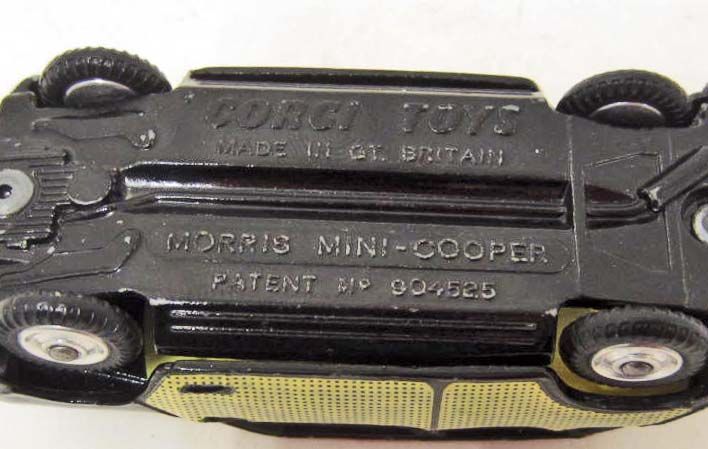 CORGI TOYS
MADE IN GT. BRITAIN
MORRIS MINI-COOPER
PATENT Nº 904525